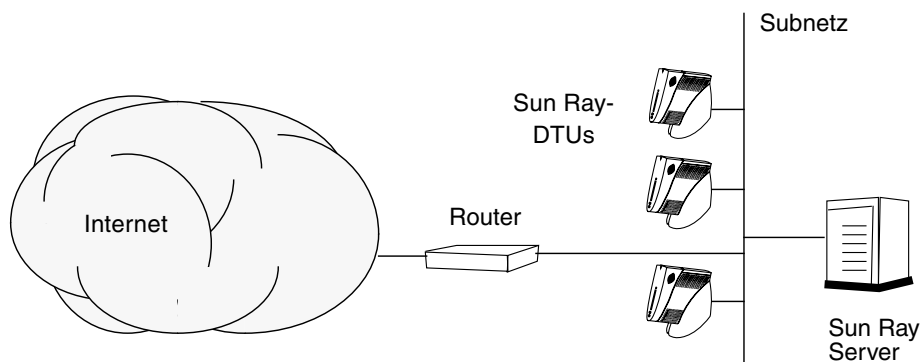 Subnetz
Sun Ray-
DTUs
Internet
Router
Sun Ray
Server